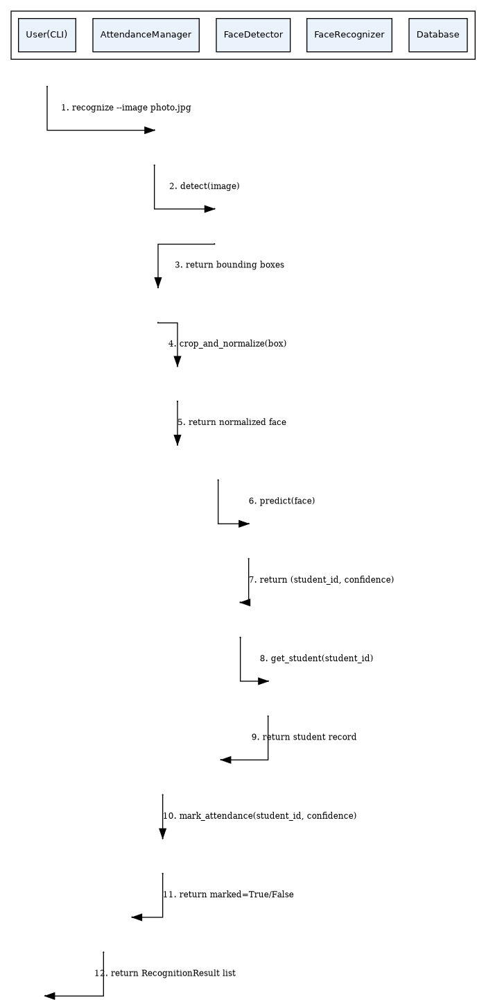 User(CLI)
AttendanceManager
FaceDetector
FaceRecognizer
Database
1. recognize --image photo.jpg
2. detect(image)
3. return bounding boxes
4. crop_and_normalize(box)
5. return normalized face
6. predict(face)
7. return (student_id, confidence)
8. get_student(student_id)
9. return student record
10. mark_attendance(student_id, confidence)
11. return marked=True/False
12. return RecognitionResult list